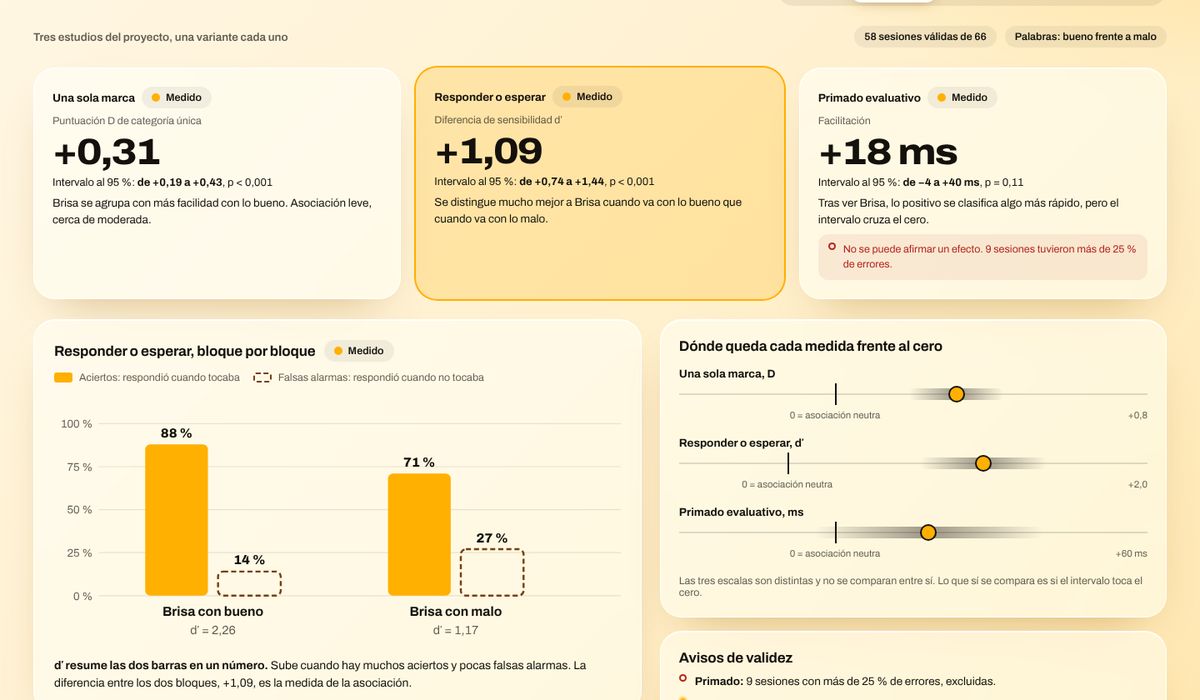 Tres estudios del proyecto, una variante cada uno
58 sesiones válidas de 66
Palabras: bueno frente a malo
Una sola marca
Medido
Puntuación D de categoría única
+0,31
Intervalo al 95 %: de +0,19 a +0,43, p < 0,001
Brisa se agrupa con más facilidad con lo bueno. Asociación leve,
cerca de moderada.
Responder o esperar
Medido
Diferencia de sensibilidad d′
+1,09
Intervalo al 95 %: de +0,74 a +1,44, p < 0,001
Se distingue mucho mejor a Brisa cuando va con lo bueno que
cuando va con lo malo.
Primado evaluativo
Medido
Facilitación
+18 ms
Intervalo al 95 %: de −4 a +40 ms, p = 0,11
Tras ver Brisa, lo positivo se clasifica algo más rápido, pero el
intervalo cruza el cero.
No se puede afirmar un efecto. 9 sesiones tuvieron más de 25 %
de errores.
Responder o esperar, bloque por bloque
Medido
Aciertos: respondió cuando tocaba
Falsas alarmas: respondió cuando no tocaba
100 %
75 %
50 %
25 %
0 %
88 %
14 %
71 %
27 %
Brisa con bueno
d′ = 2,26
Brisa con malo
d′ = 1,17
d′ resume las dos barras en un número. Sube cuando hay muchos aciertos y pocas falsas alarmas. La
diferencia entre los dos bloques, +1,09, es la medida de la asociación.
Dónde queda cada medida frente al cero
Una sola marca, D
0 = asociación neutra
+0,8
Responder o esperar, d′
0 = asociación neutra
+2,0
Primado evaluativo, ms
0 = asociación neutra
+60 ms
Las tres escalas son distintas y no se comparan entre sí. Lo que sí se compara es si el intervalo toca el
cero.
Avisos de validez
Primado: 9 sesiones con más de 25 % de errores, excluidas.